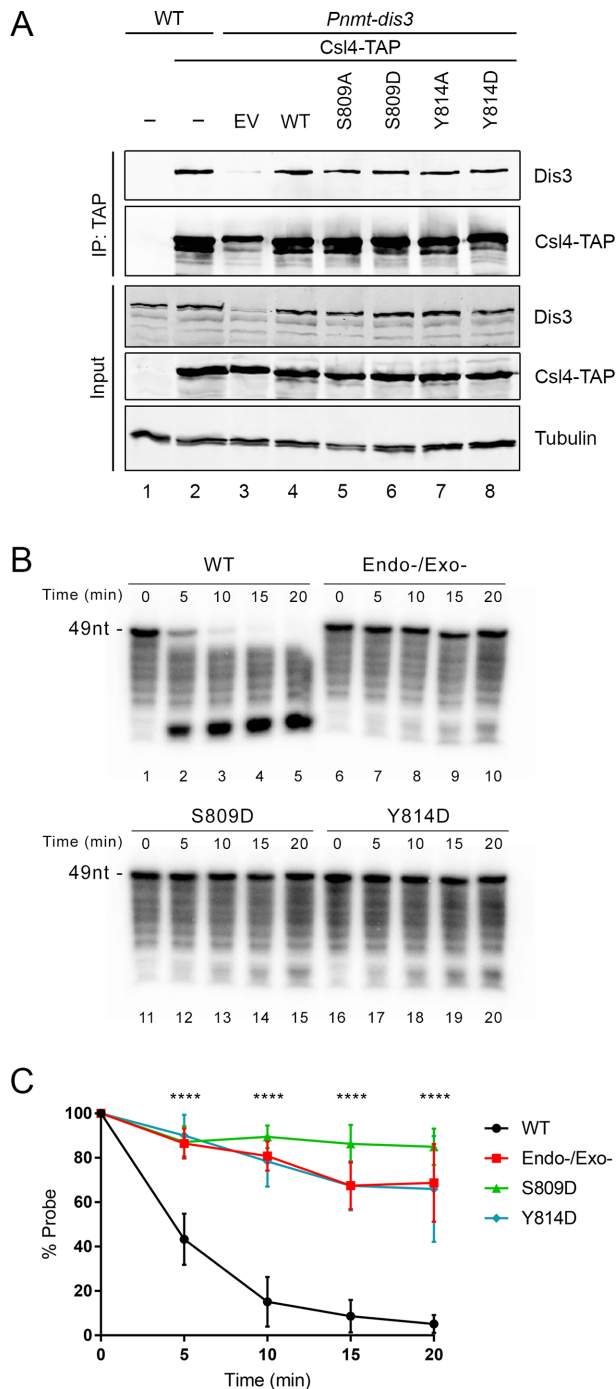 A
WT Pnmt-dis3
Csl4-TAP
– – EV WT S809A S809D Y814A Y814D
IP: TAP
Dis3
Csl4-TAP
Input
Dis3
Csl4-TAP
Tubulin
1 2 3 4 5 6 7 8
B
WT Endo-/Exo-
Time (min) 0 5 10 15 20 0 5 10 15 20
49nt -
1 2 3 4 5 6 7 8 9 10
S809D Y814D
Time (min) 0 5 10 15 20 0 5 10 15 20
49nt -
11 12 13 14 15 16 17 18 19 20
C
**** **** **** ****
100
80
60
40
20
0
% Probe
0 5 10 15 20
Time (min)
WT
Endo-/Exo-
S809D
Y814D